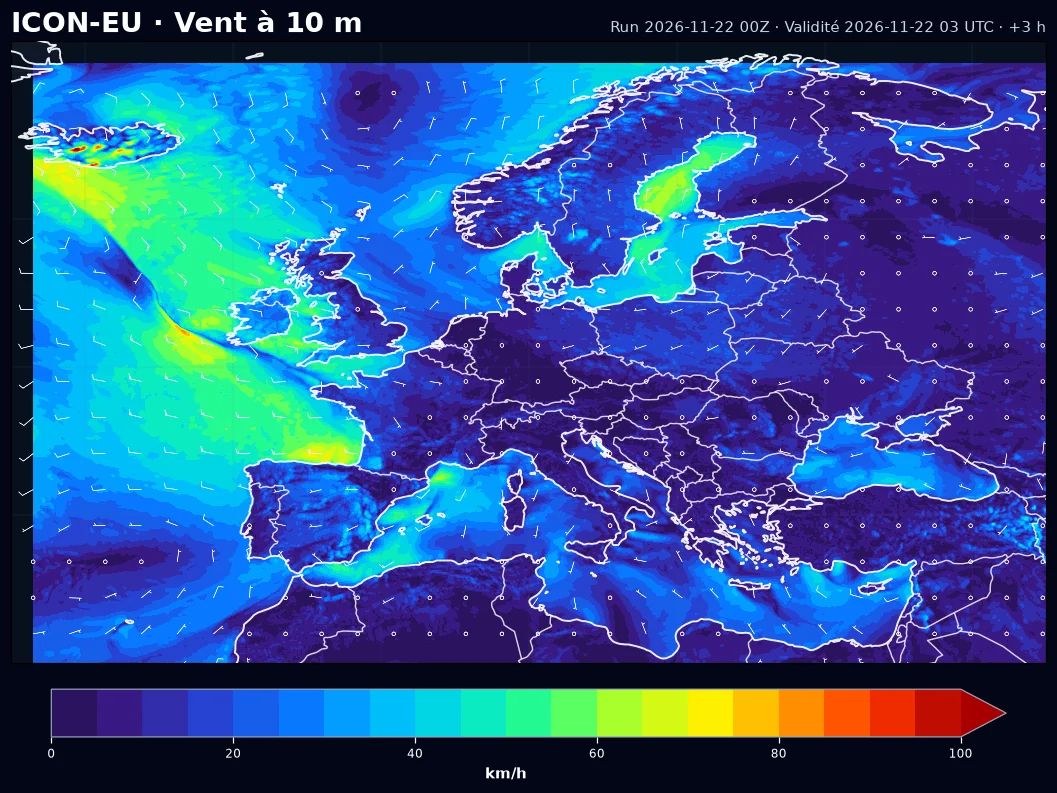 ICON-EU · Vent à 10 m
Run 2026-11-22 00Z · Validité 2026-11-22 03 UTC · +3 h
0 20 40 60 80 100
km/h